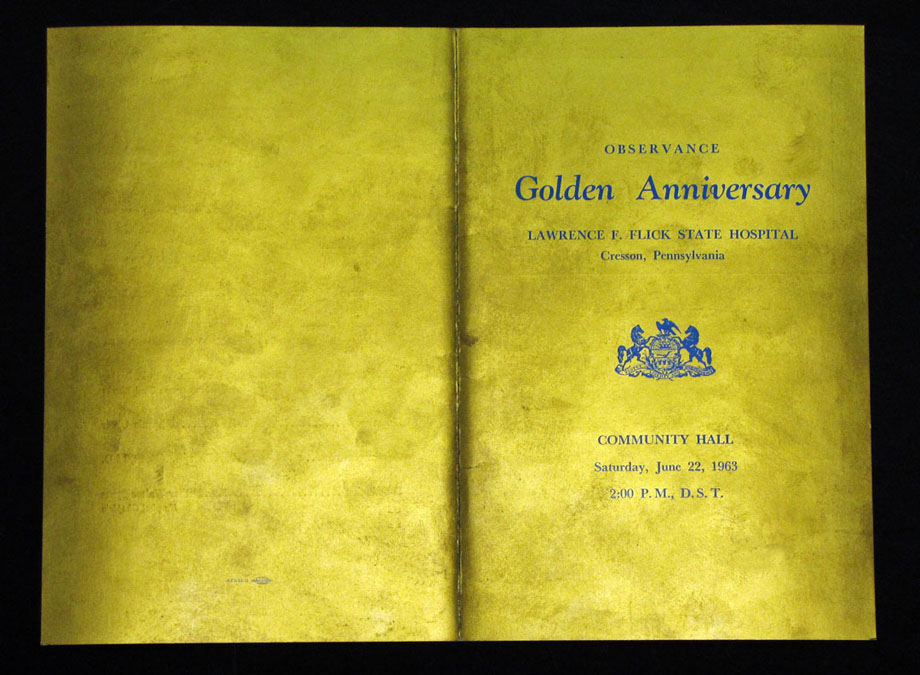 OBSERVANCE
Golden Anniversary
LAWRENCE F. FLICK STATE HOSPITAL
Cresson, Pennsylvania
COMMUNITY HALL
Saturday, June 22, 1963
2:00 P. M., D. S. T.